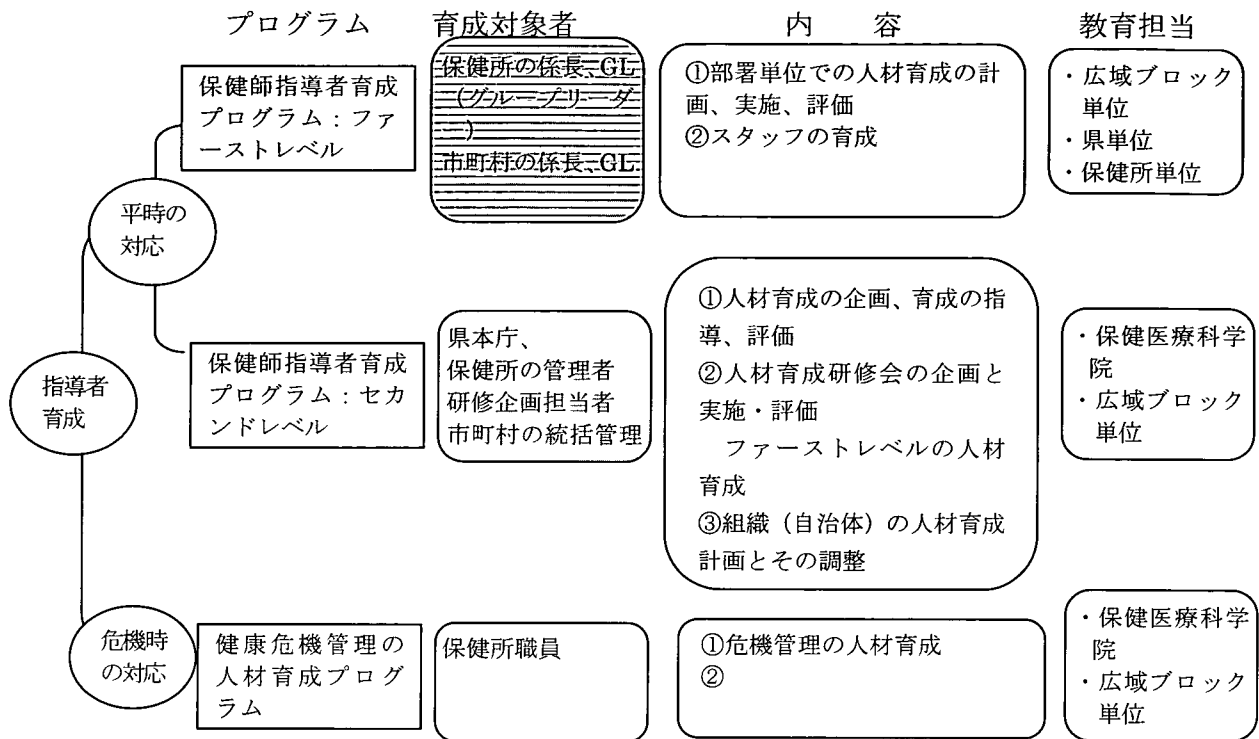 プログラム 育成対象者 内 容 教育担当
保健師指導者育成
プログラム：ファ
ーストレベル
保健所の係長、GL
（グループリーダ
ー）
市町村の係長、GL
①部署単位での人材育成の計
画、実施、評価
②スタッフの育成
・広域ブロック
単位
・県単位
・保健所単位
平時の
対応
指導者
育成
保健師指導者育成
プログラム：セカ
ンドレベル
県本庁、
保健所の管理者
研修企画担当者
市町村の統括管理
①人材育成の企画、育成の指
導、評価
②人材育成研修会の企画と
実施・評価
ファーストレベルの人材
育成
③組織（自治体）の人材育成
計画とその調整
・保健医療科学
院
・広域ブロック
単位
危機時
の対応
健康危機管理の
人材育成プログ
ラム
保健所職員
①危機管理の人材育成
②
・保健医療科学
院
・広域ブロック
単位